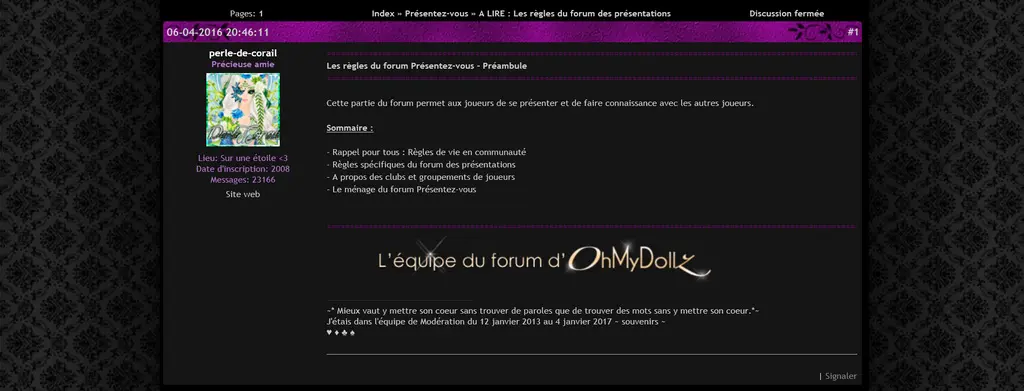 Pages: 1
Index » Présentez-vous » A LIRE : Les règles du forum des présentations
Discussion fermée
06-04-2016 20:46:11
#1
perle-de-corail
Précieuse amie
Lieu: Sur une étoile <3
Date d'inscription: 2008
Messages: 23166
Site web
Les règles du forum Présentez-vous - Préambule
Cette partie du forum permet aux joueurs de se présenter et de faire connaissance avec les autres joueurs.
Sommaire :
- Rappel pour tous : Règles de vie en communauté
- Règles spécifiques du forum des présentations
- A propos des clubs et groupements de joueurs
- Le ménage du forum Présentez-vous
L'équipe du forum d'OhMyDollz
~* Mieux vaut y mettre son coeur sans trouver de paroles que de trouver des mots sans y mettre son coeur.*~
J'étais dans l'équipe de Modération du 12 janvier 2013 au 4 janvier 2017 ~ souvenirs ~
♥ ♦ ♣ ♠
| Signaler